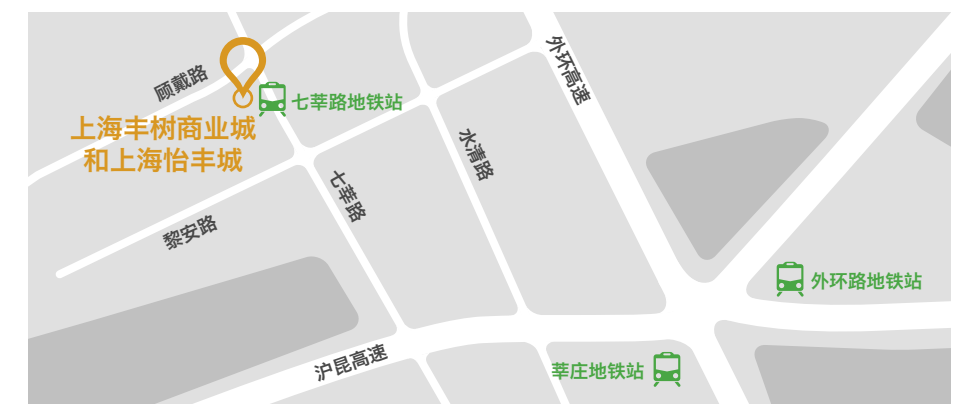 外环高速
顾戴路
七莘路地铁站
上海丰树商业城
和上海怡丰城
水清路
七莘路
黎安路
外环路地铁站
沪昆高速
莘庄地铁站